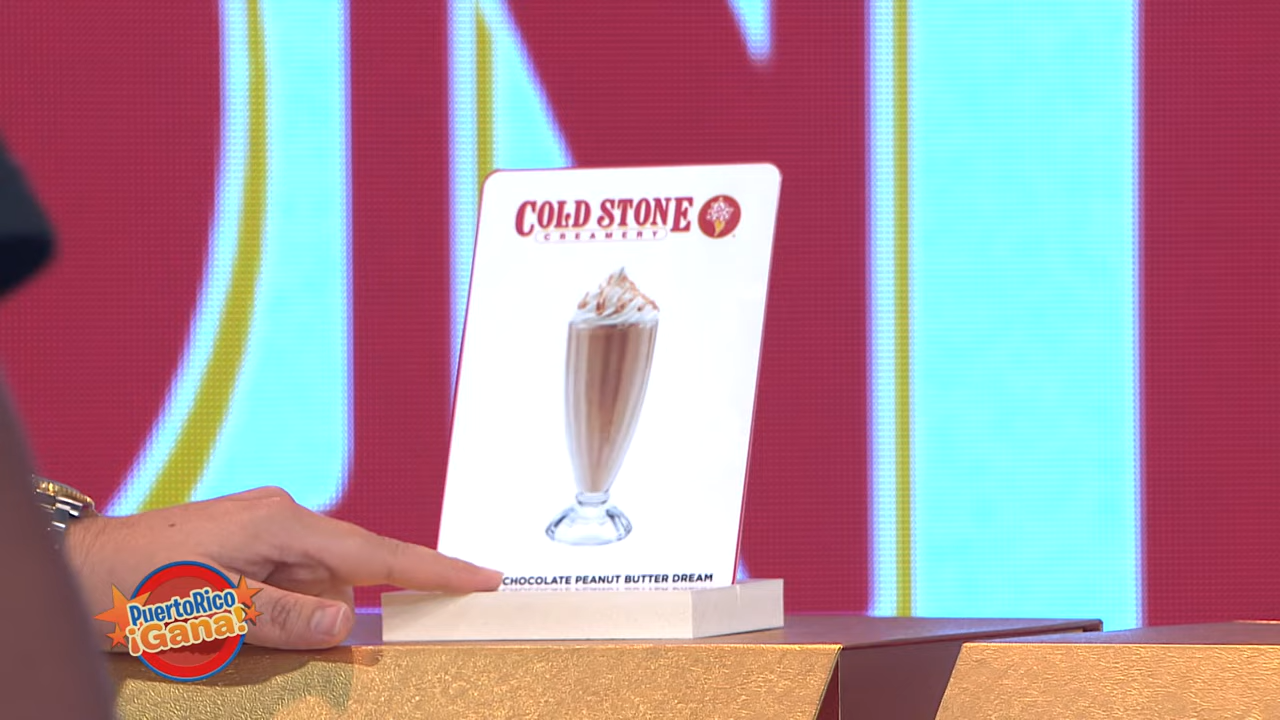 COLD STONE
CREAMERY
CHOCOLATE PEANUT BUTTER DREAM
PuertoRico
¡Gana!